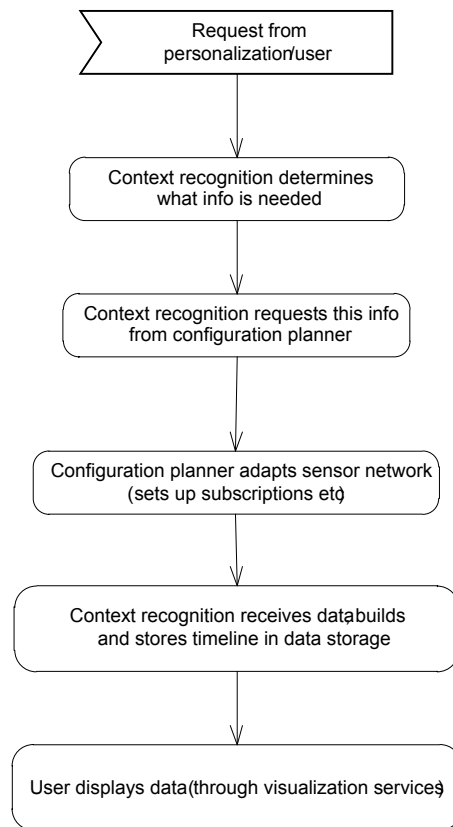 Request from
personalization/user
Context recognition determines
what info is needed
Context recognition requests this info
from configuration planner
Configuration planner adapts sensor network
(sets up subscriptions etc)
Context recognition receives data, builds
and stores timeline in data storage
User displays data (through visualization services)